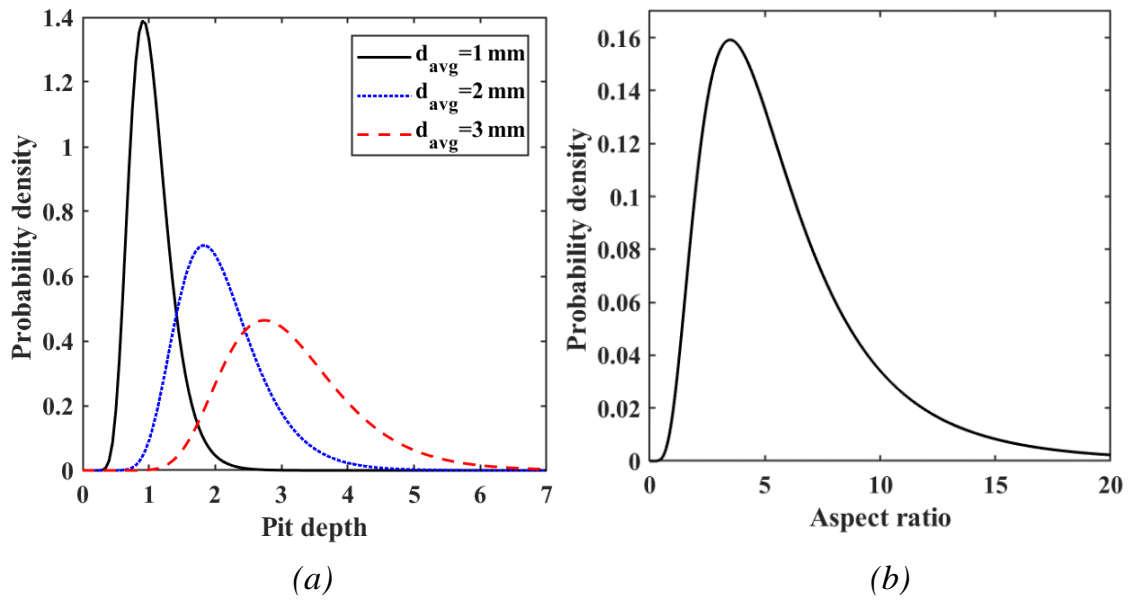 1.4
1.2
1
0.8
0.6
0.4
0.2
0
0 1 2 3 4 5 6 7
Probability density
Pit depth
d_avg=1 mm
d_avg=2 mm
d_avg=3 mm
(a)
0.16
0.14
0.12
0.1
0.08
0.06
0.04
0.02
0
0 5 10 15 20
Probability density
Aspect ratio
(b)